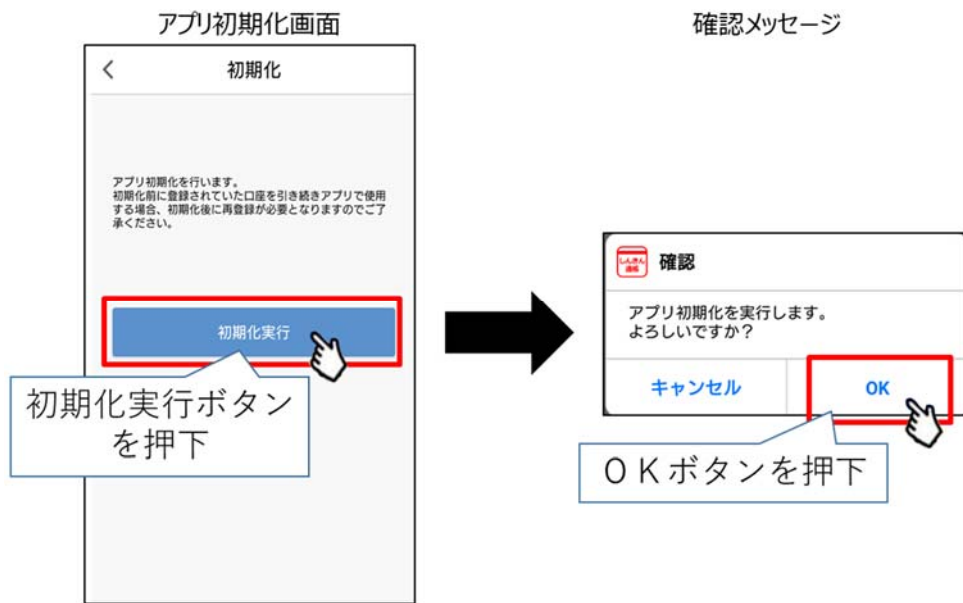 アプリ初期化画面
確認メッセージ
初期化
アプリ初期化を行います。
初期化前に登録されていた口座を引き続きアプリで使用
する場合、初期化後に再登録が必要となりますのでご了
承ください。
初期化実行
初期化実行ボタン
を押下
しんきん
通帳
確認
アプリ初期化を実行します。
よろしいですか？
キャンセル
OK
ＯＫボタンを押下